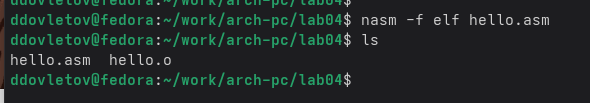 ddovletov@fedora:~/work/arch-pc/lab04$ nasm -f elf hello.asm
ddovletov@fedora:~/work/arch-pc/lab04$ ls
hello.asm  hello.o
ddovletov@fedora:~/work/arch-pc/lab04$